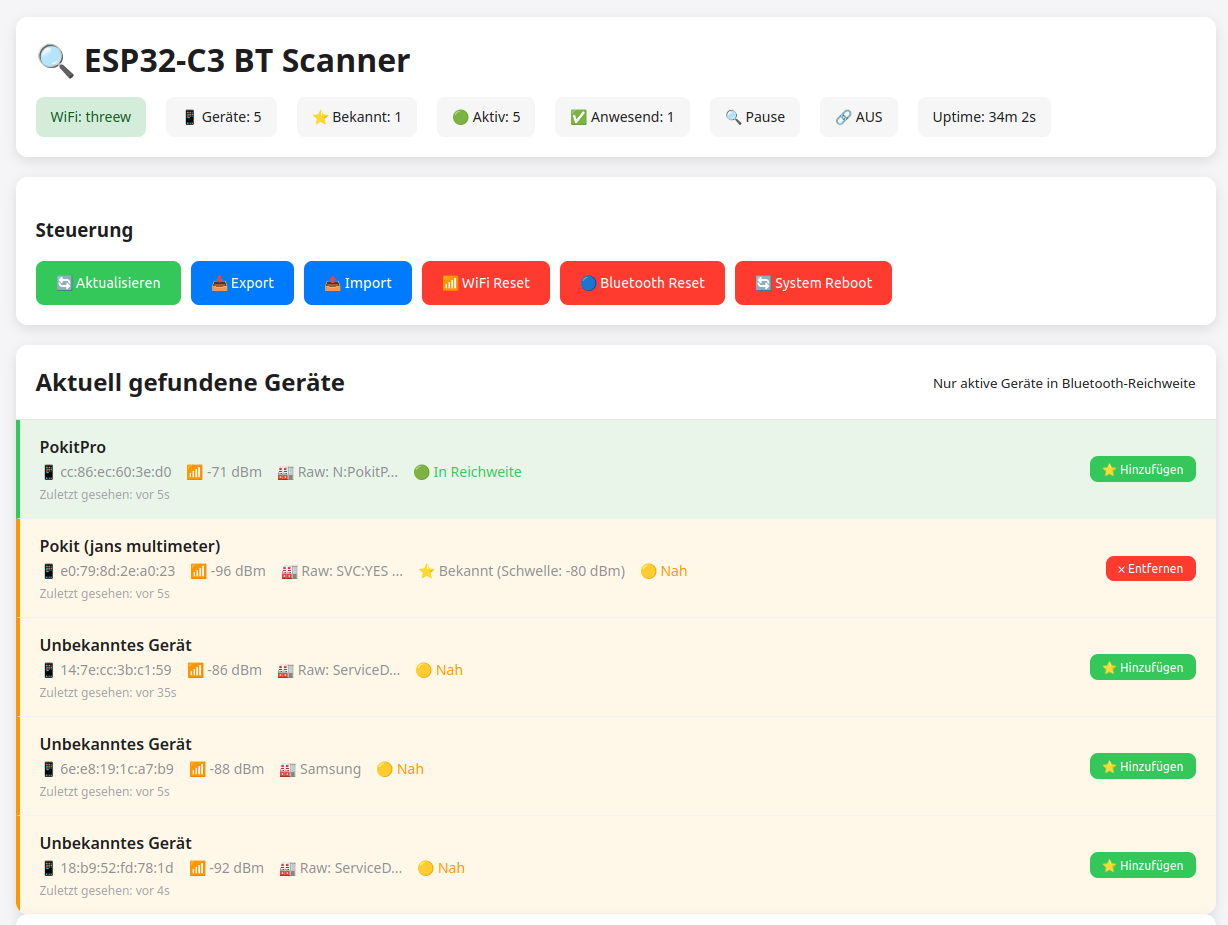 🔍 ESP32-C3 BT Scanner
WiFi: threew
📱 Geräte: 5
⭐ Bekannt: 1
🟢 Aktiv: 5
✅ Anwesend: 1
🔍 Pause
🔗 AUS
Uptime: 34m 2s
Steuerung
🔄 Aktualisieren
📥 Export
📤 Import
📶 WiFi Reset
🔵 Bluetooth Reset
🔄 System Reboot
Aktuell gefundene Geräte
Nur aktive Geräte in Bluetooth-Reichweite
PokitPro
📱 cc:86:ec:60:3e:d0 📶 -71 dBm 🏭 Raw: N:PokitP... 🟢 In Reichweite
Zuletzt gesehen: vor 5s
⭐ Hinzufügen
Pokit (jans multimeter)
📱 e0:79:8d:2e:a0:23 📶 -96 dBm 🏭 Raw: SVC:YES ... ⭐ Bekannt (Schwelle: -80 dBm) 🟡 Nah
Zuletzt gesehen: vor 5s
× Entfernen
Unbekanntes Gerät
📱 14:7e:cc:3b:c1:59 📶 -86 dBm 🏭 Raw: ServiceD... 🟡 Nah
Zuletzt gesehen: vor 35s
⭐ Hinzufügen
Unbekanntes Gerät
📱 6e:e8:19:1c:a7:b9 📶 -88 dBm 🏭 Samsung 🟡 Nah
Zuletzt gesehen: vor 5s
⭐ Hinzufügen
Unbekanntes Gerät
📱 18:b9:52:fd:78:1d 📶 -92 dBm 🏭 Raw: ServiceD... 🟡 Nah
Zuletzt gesehen: vor 4s
⭐ Hinzufügen